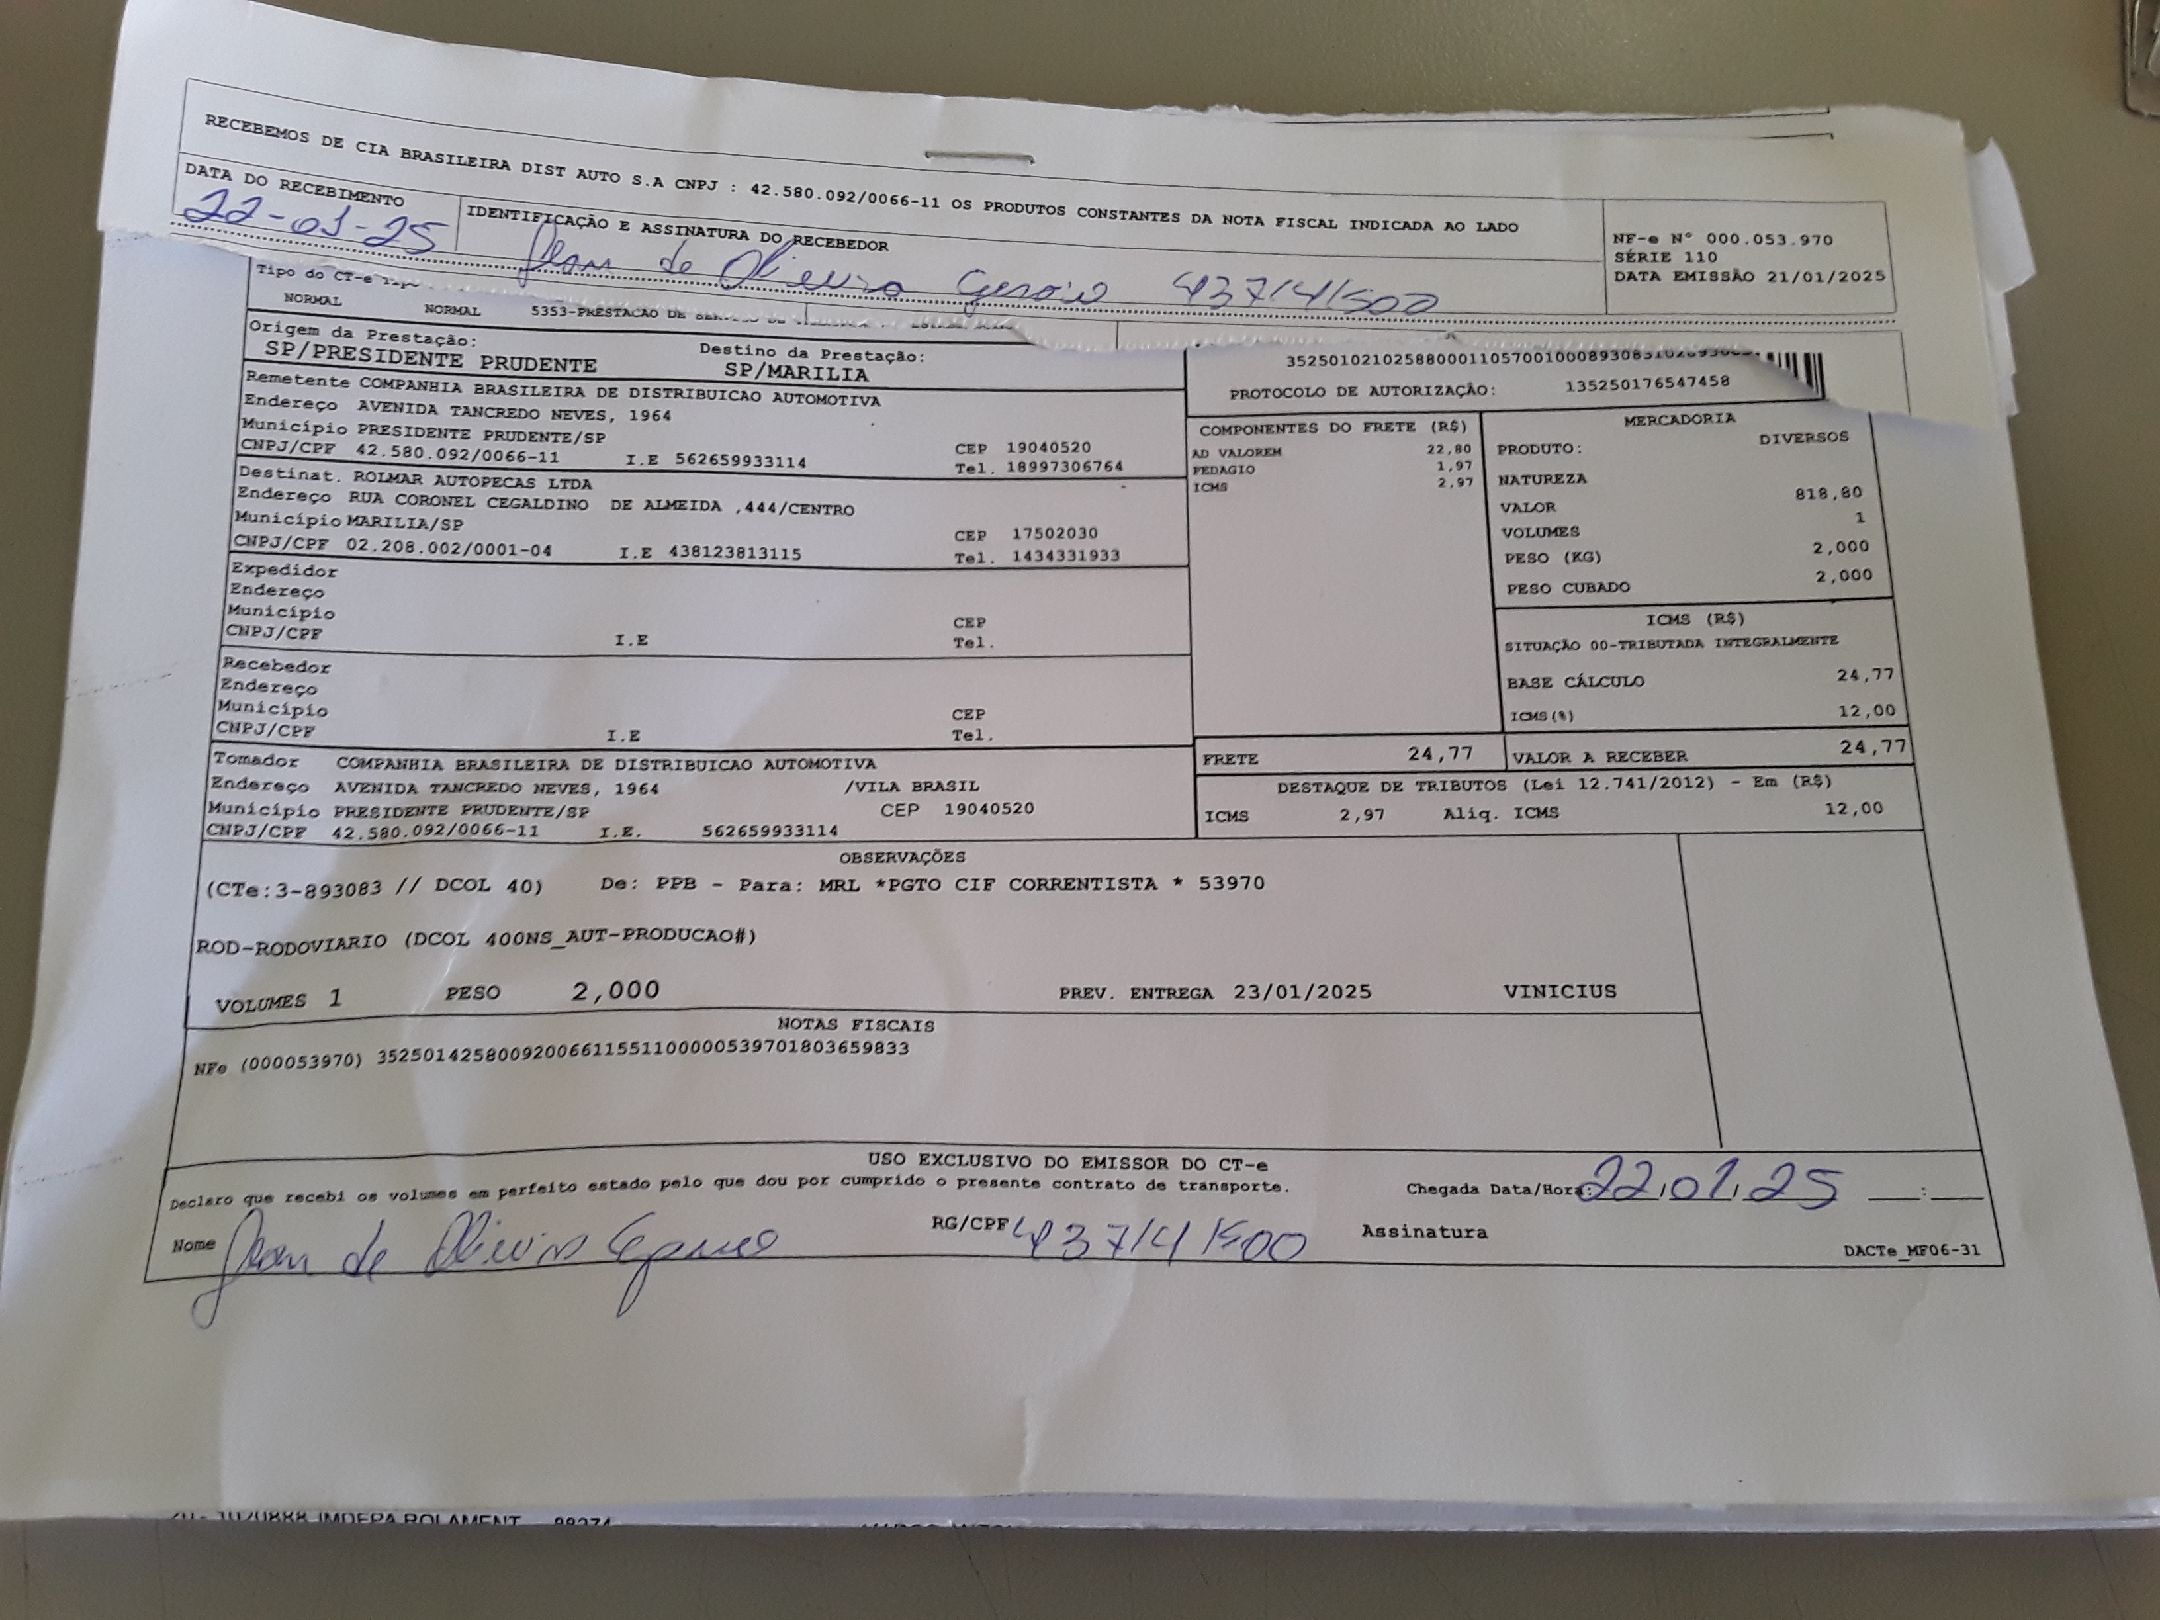 RECEBEMOS DE CIA BRASILEIRA DIST AUTO S.A CNPJ : 42.580.092/0066-11 OS PRODUTOS CONSTANTES DA NOTA FISCAL INDICADA AO LADO
DATA DO RECEBIMENTO
22-01-25
IDENTIFICAÇÃO E ASSINATURA DO RECEBEDOR
de Oliveira
NF-e Nº 000.053.970
SÉRIE 110
DATA EMISSÃO 21/01/2025
Tipo do CT-e
NORMAL NORMAL 5353-PRESTACAO DE
Origem da Prestação:
SP/PRESIDENTE PRUDENTE
Destino da Prestação:
SP/MARILIA
PROTOCOLO DE AUTORIZAÇÃO: 135250176547458
Remetente COMPANHIA BRASILEIRA DE DISTRIBUICAO AUTOMOTIVA
Endereço AVENIDA TANCREDO NEVES, 1964
Município PRESIDENTE PRUDENTE/SP CEP 19040520
CNPJ/CPF 42.580.092/0066-11 I.E 562659933114 Tel. 18997306764
Destinat. ROLMAR AUTOPECAS LTDA
Endereço RUA CORONEL CEGALDINO DE ALMEIDA ,444/CENTRO
Município MARILIA/SP CEP 17502030
CNPJ/CPF 02.208.002/0001-04 I.E 438123813115 Tel. 1434331933
Expedidor
Endereço
Município CEP
CNPJ/CPF I.E Tel.
Recebedor
Endereço
Município CEP
CNPJ/CPF I.E Tel.
Tomador COMPANHIA BRASILEIRA DE DISTRIBUICAO AUTOMOTIVA
Endereço AVENIDA TANCREDO NEVES, 1964 /VILA BRASIL
Município PRESIDENTE PRUDENTE/SP CEP 19040520
CNPJ/CPF 42.580.092/0066-11 I.E. 562659933114
COMPONENTES DO FRETE (R$)
AD VALOREM 22,80
PEDAGIO 1,97
ICMS 2,97
MERCADORIA
PRODUTO: DIVERSOS
NATUREZA
VALOR 818,80
VOLUMES 1
PESO (KG) 2,000
PESO CUBADO 2,000
ICMS (R$)
SITUAÇÃO 00-TRIBUTADA INTEGRALMENTE
BASE CÁLCULO 24,77
ICMS(%) 12,00
FRETE 24,77 VALOR A RECEBER 24,77
DESTAQUE DE TRIBUTOS (Lei 12.741/2012) - Em (R$)
ICMS 2,97 Aliq. ICMS 12,00
OBSERVAÇÕES
(CTe:3-893083 // DCOL 40) De: PPB - Para: MRL *PGTO CIF CORRENTISTA * 53970
ROD-RODOVIARIO (DCOL 400NS_AUT-PRODUCAO#)
VOLUMES 1 PESO 2,000 PREV. ENTREGA 23/01/2025 VINICIUS
NOTAS FISCAIS
NFe (000053970) 35250142580092006611551100000539701803659833
USO EXCLUSIVO DO EMISSOR DO CT-e
Declaro que recebi os volumes em perfeito estado pelo que dou por cumprido o presente contrato de transporte.
Chegada Data/Hora: 22/01/25 :
Nome de Oliveira RG/CPF Assinatura
DACTe_MF06-31